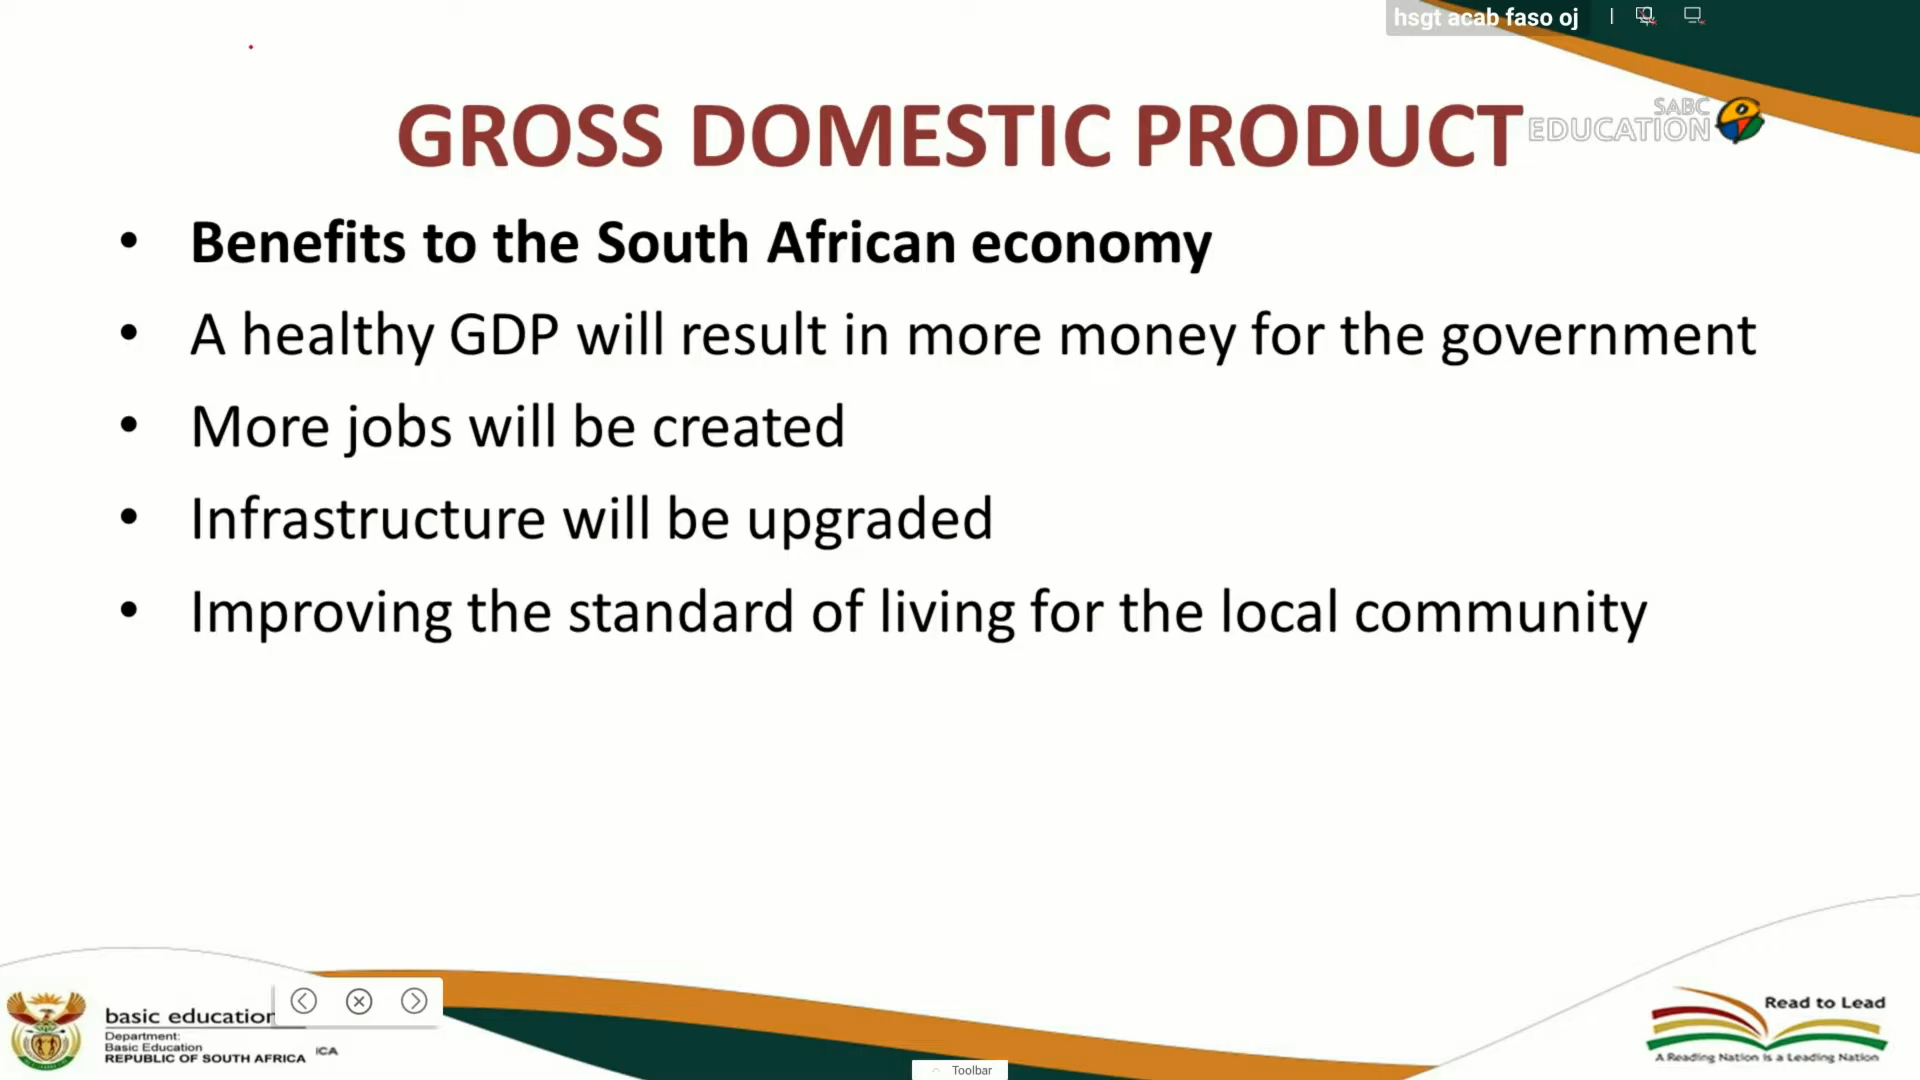 hsgt acab faso oj
SABC
EDUCATION
GROSS DOMESTIC PRODUCT
• Benefits to the South African economy
• A healthy GDP will result in more money for the government
• More jobs will be created
• Infrastructure will be upgraded
• Improving the standard of living for the local community
basic education
Department:
Basic Education
REPUBLIC OF SOUTH AFRICA
ICA
Toolbar
Read to Lead
A Reading Nation is a Leading Nation